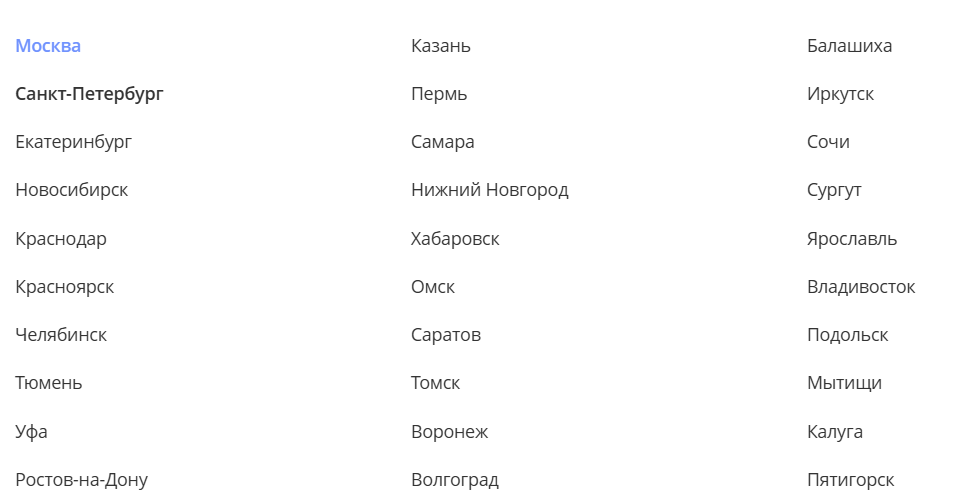 Москва
Санкт-Петербург
Екатеринбург
Новосибирск
Краснодар
Красноярск
Челябинск
Тюмень
Уфа
Ростов-на-Дону
Казань
Пермь
Самара
Нижний Новгород
Хабаровск
Омск
Саратов
Томск
Воронеж
Волгоград
Балашиха
Иркутск
Сочи
Сургут
Ярославль
Владивосток
Подольск
Мытищи
Калуга
Пятигорск